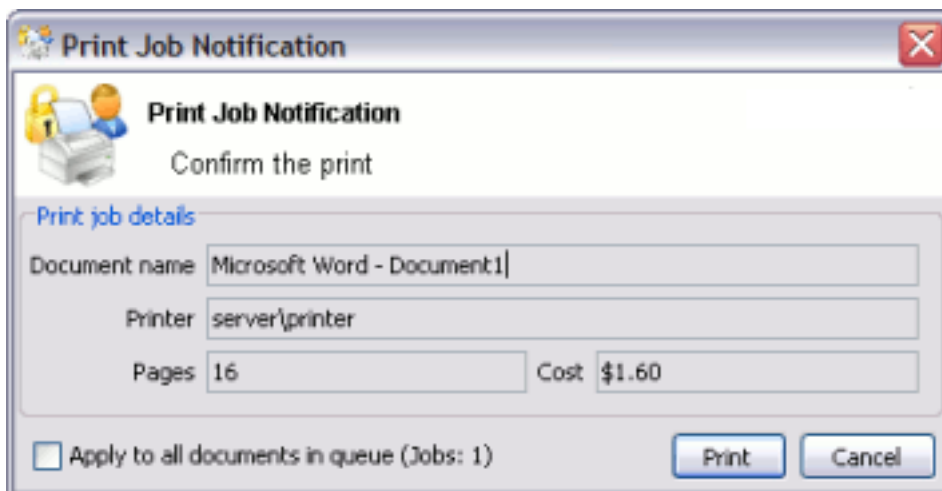 Print Job Notification
Print Job Notification
Confirm the print
Print job details
Document name Microsoft Word - Document1
Printer server\printer
Pages 16 Cost $1.60
Apply to all documents in queue (Jobs: 1) Print Cancel